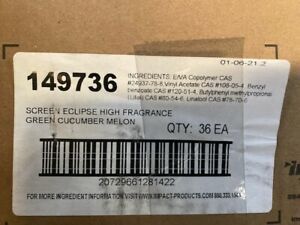 01-06-21.2
149736
INGREDIENTS: E/VA Copolymer CAS
#24937-78-8 Vinyl Acetate CAS #108-05-4, Benzyl
benzoate CAS #120-51-4, Butylphenyl methylpropional
(Lilial) CAS #80-54-6, Linalool CAS #78-70-6
SCREEN ECLIPSE HIGH FRAGRANCE
GREEN CUCUMBER MELON
QTY: 36 EA
20729661281422
FOR MORE INFORMATION VISIT WWW.IMPACT-PRODUCTS.COM